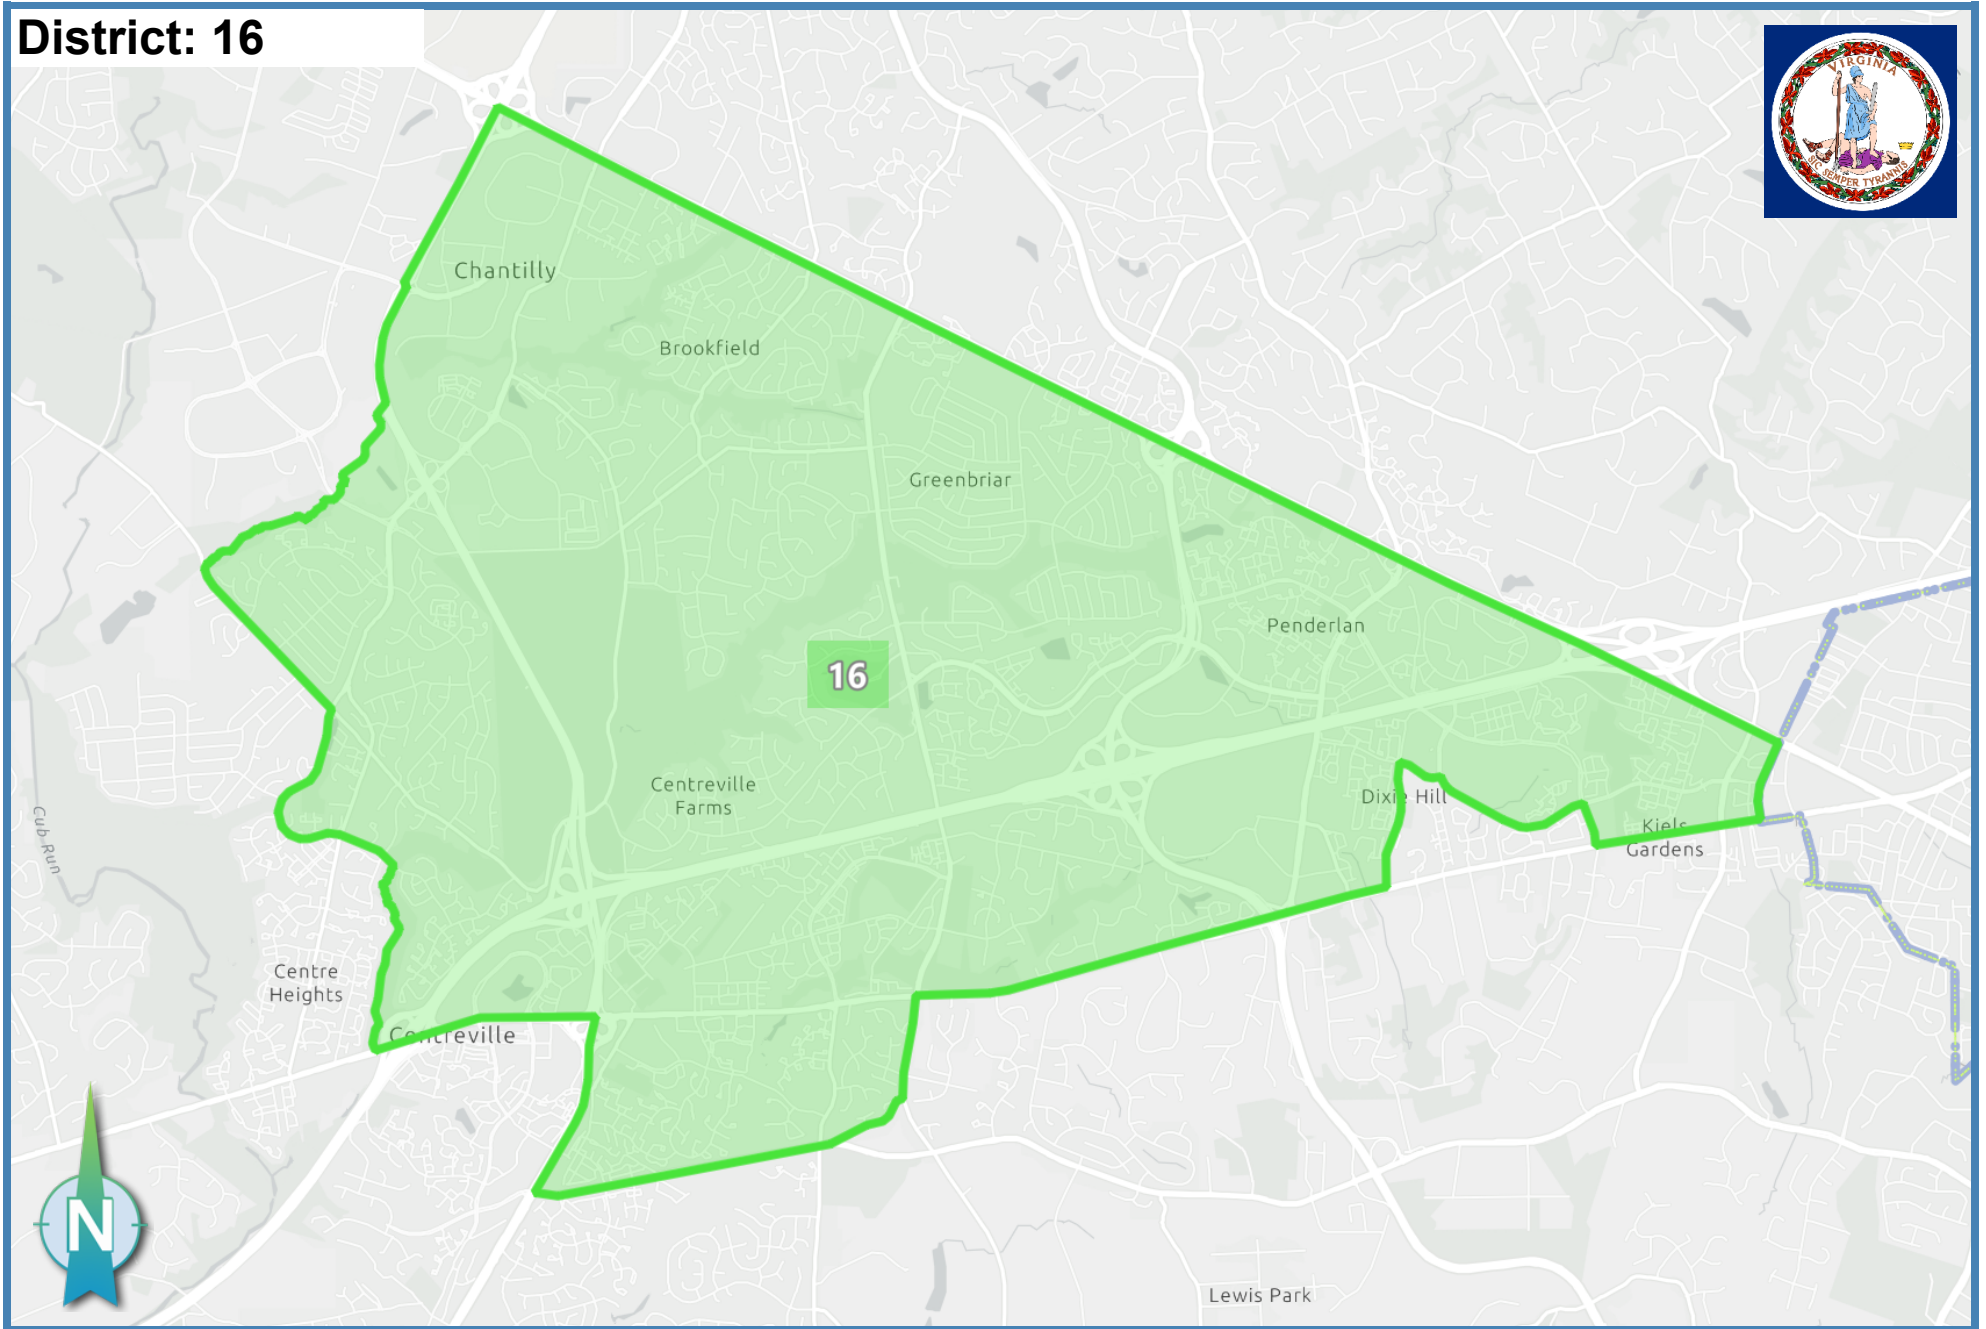 District: 16
VIRGINIA
SIC SEMPER TYRANNIS
Chantilly
Brookfield
Greenbriar
Penderlan
16
Centreville
Farms
Dixie Hill
Kiels
Gardens
Cub Run
Centre
Heights
Centreville
N
Lewis Park